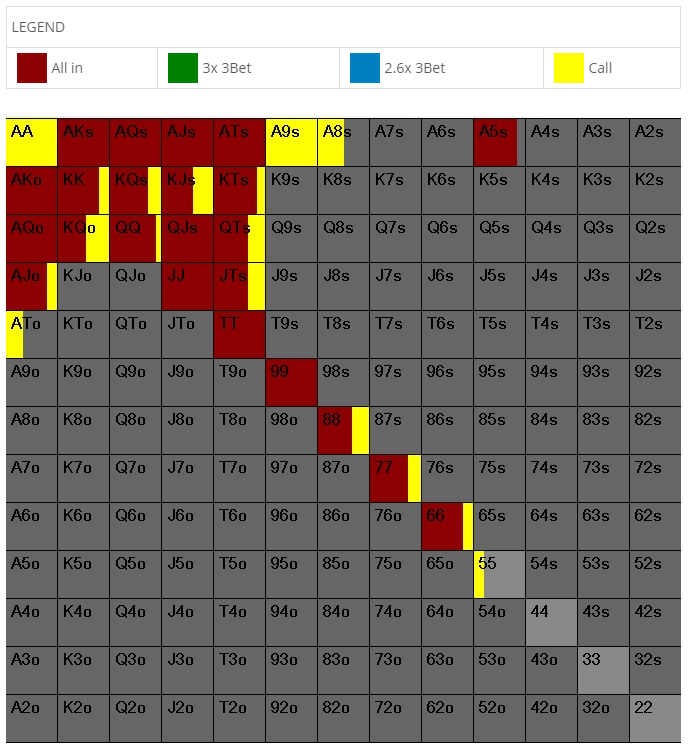 LEGEND
All in 3x 3Bet 2.6x 3Bet Call
AA AKs AQs AJs ATs A9s A8s A7s A6s A5s A4s A3s A2s
AKo KK KQs KJs KTs K9s K8s K7s K6s K5s K4s K3s K2s
AQo KQo QQ QJs QTs Q9s Q8s Q7s Q6s Q5s Q4s Q3s Q2s
AJo KJo QJo JJ JTs J9s J8s J7s J6s J5s J4s J3s J2s
ATo KTo QTo JTo TT T9s T8s T7s T6s T5s T4s T3s T2s
A9o K9o Q9o J9o T9o 99 98s 97s 96s 95s 94s 93s 92s
A8o K8o Q8o J8o T8o 98o 88 87s 86s 85s 84s 83s 82s
A7o K7o Q7o J7o T7o 97o 87o 77 76s 75s 74s 73s 72s
A6o K6o Q6o J6o T6o 96o 86o 76o 66 65s 64s 63s 62s
A5o K5o Q5o J5o T5o 95o 85o 75o 65o 55 54s 53s 52s
A4o K4o Q4o J4o T4o 94o 84o 74o 64o 54o 44 43s 42s
A3o K3o Q3o J3o T3o 93o 83o 73o 63o 53o 43o 33 32s
A2o K2o Q2o J2o T2o 92o 82o 72o 62o 52o 42o 32o 22